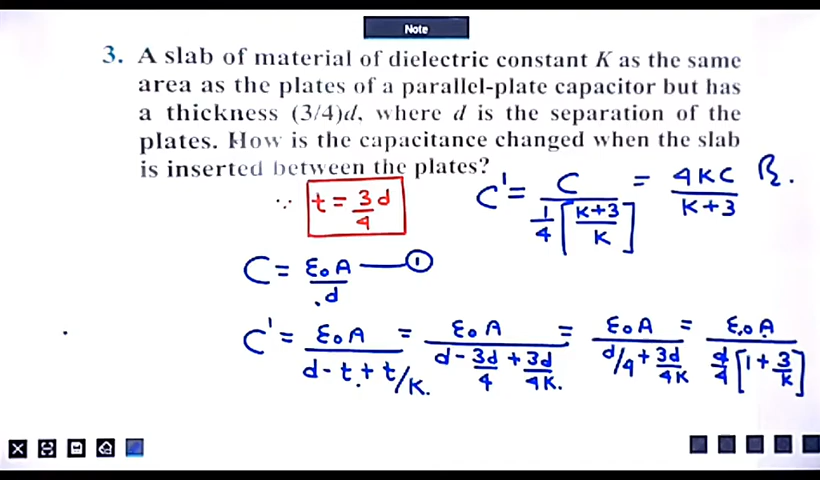 Note
3. A slab of material of dielectric constant K as the same
area as the plates of a parallel-plate capacitor but has
a thickness (3/4)d, where d is the separation of the
plates. How is the capacitance changed when the slab
is inserted between the plates?
∵ t = 3d/4
C' = C / (1/4 [(K+3)/K]) = 4KC / (K+3)
C = ε₀A / d —— ①
C' = ε₀A / (d - t + t/K) = ε₀A / (d - 3d/4 + 3d/4K) = ε₀A / (d/4 + 3d/4K) = ε₀A / (d/4 [1 + 3/K])